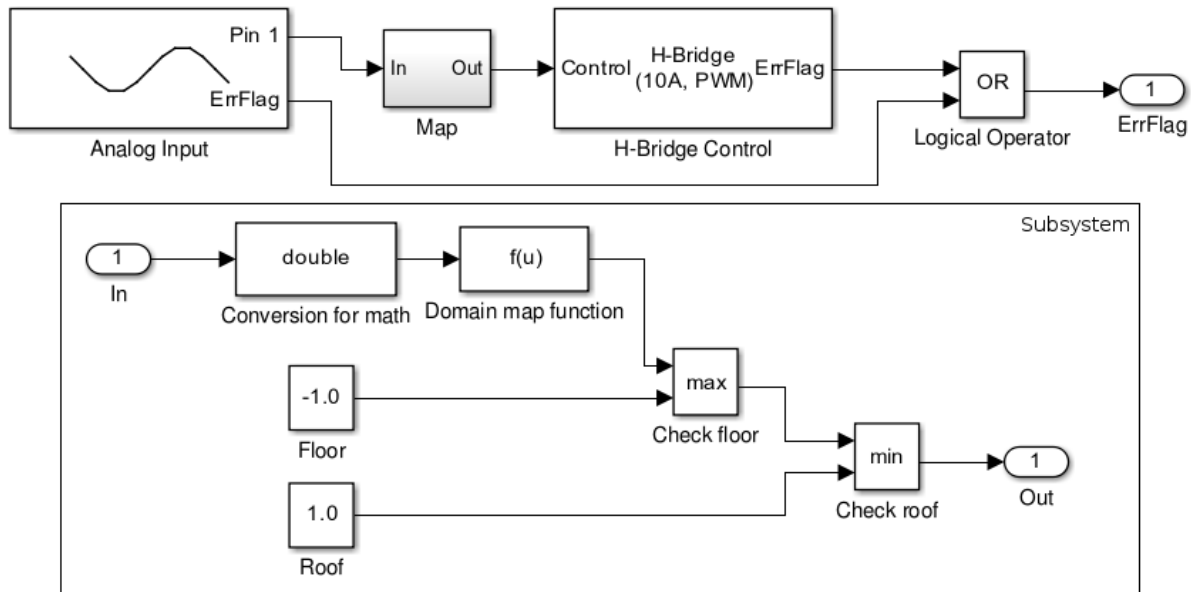 Pin 1
ErrFlag
Analog Input
In Out
Map
Control H-Bridge (10A, PWM) ErrFlag
H-Bridge Control
OR
Logical Operator
1
ErrFlag
Subsystem
1
In
double
Conversion for math
f(u)
Domain map function
-1.0
Floor
max
Check floor
1.0
Roof
min
Check roof
1
Out